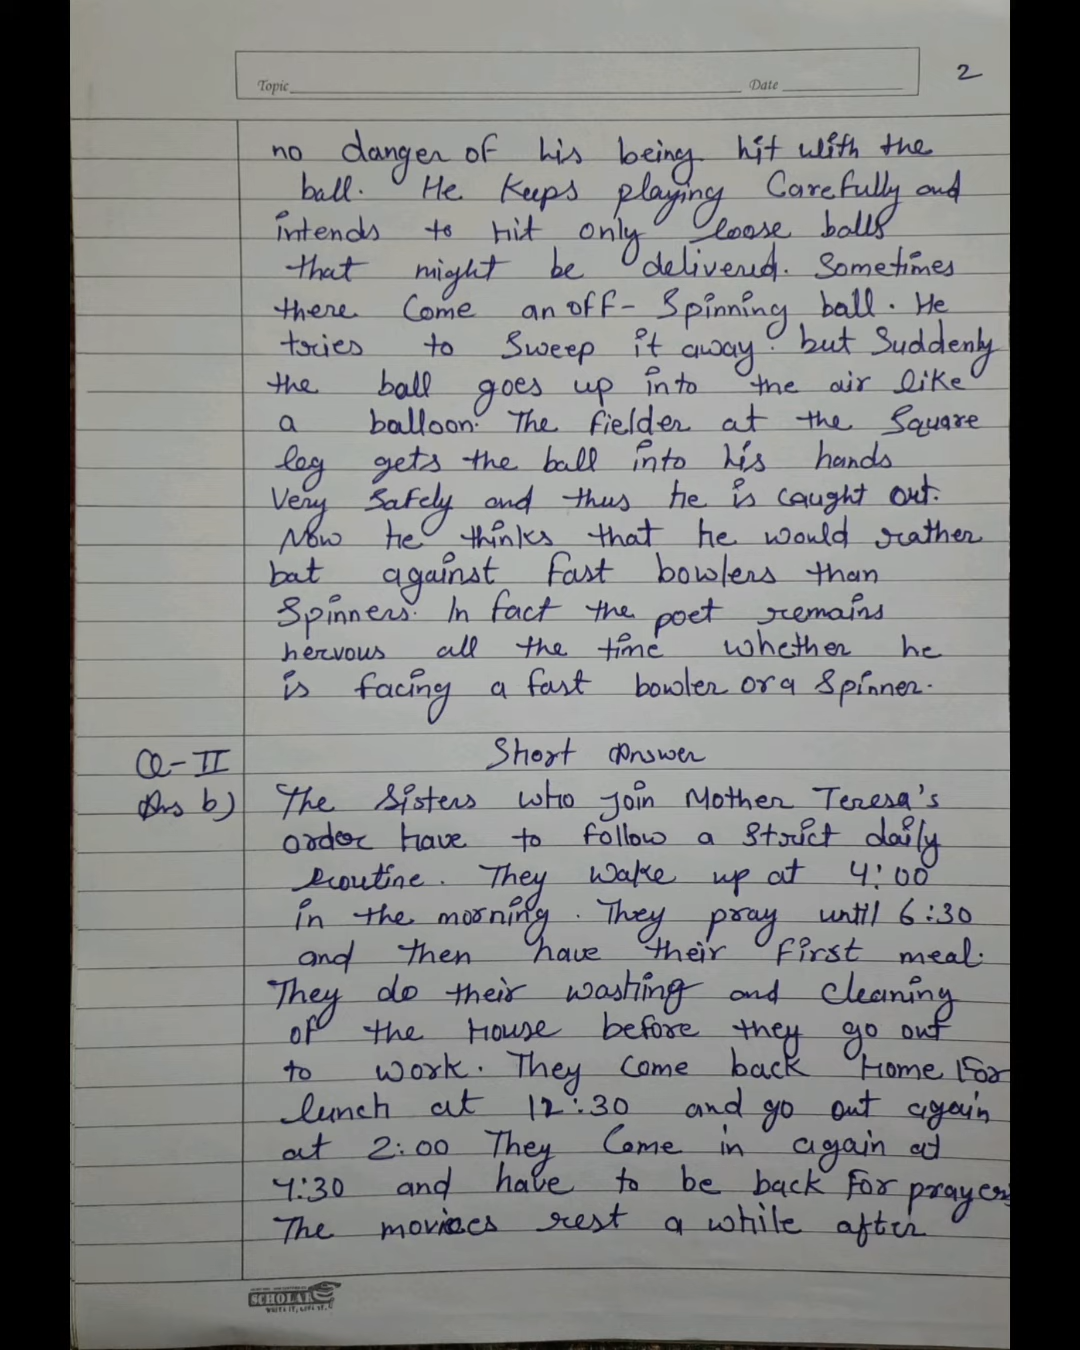 2
Topic Date
no danger of his being hit with the
ball. He Keeps playing Carefully and
intends to hit only loose balls
that might be delivered. Sometimes
there Come an off- Spinning ball. He
tries to Sweep it away. but Suddenly
the ball goes up into the air like
a balloon. The fielder at the Square
leg gets the ball into his hands
Very Safely and thus he is caught out.
Now he thinks that he would rather
bat against fast bowlers than
Spinners. In fact the poet remains
nervous all the time whether he
is facing a fast bowler or a Spinner.
Q-II Short Answer
Ans b) The Sisters who join Mother Teresa's
order have to follow a Strict daily
routine. They wake up at 4:00
in the morning. They pray until 6:30
and then have their First meal.
They do their washing and Cleaning
of the House before they go out
to work. They Come back Home For
lunch at 12:30 and go out again
at 2:00 They Come in again at
4:30 and have to be back For prayer
The rest a while after
SCHOLAR